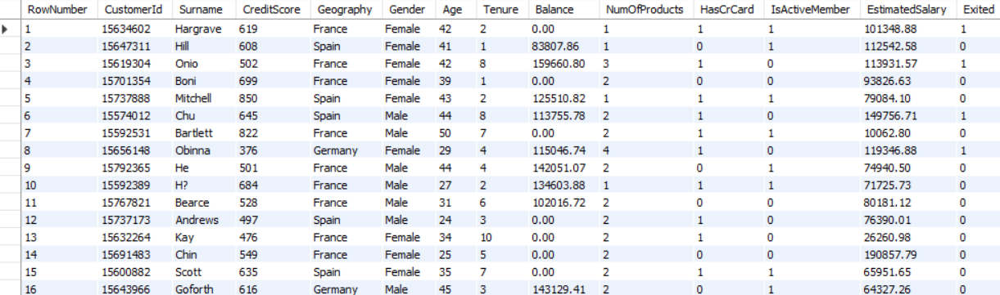 RowNumber CustomerId Surname CreditScore Geography Gender Age Tenure Balance NumOfProducts HasCrCard IsActiveMember EstimatedSalary Exited
1 15634602 Hargrave 619 France Female 42 2 0.00 1 1 1 101348.88 1
2 15647311 Hill 608 Spain Female 41 1 83807.86 1 0 1 112542.58 0
3 15619304 Onio 502 France Female 42 8 159660.80 3 1 0 113931.57 1
4 15701354 Boni 699 France Female 39 1 0.00 2 0 0 93826.63 0
5 15737888 Mitchell 850 Spain Female 43 2 125510.82 1 1 1 79084.10 0
6 15574012 Chu 645 Spain Male 44 8 113755.78 2 1 0 149756.71 1
7 15592531 Bartlett 822 France Male 50 7 0.00 2 1 1 10062.80 0
8 15656148 Obinna 376 Germany Female 29 4 115046.74 4 1 0 119346.88 1
9 15792365 He 501 France Male 44 4 142051.07 2 0 1 74940.50 0
10 15592389 H? 684 France Male 27 2 134603.88 1 1 1 71725.73 0
11 15767821 Bearce 528 France Male 31 6 102016.72 2 0 0 80181.12 0
12 15737173 Andrews 497 Spain Male 24 3 0.00 2 1 0 76390.01 0
13 15632264 Kay 476 France Female 34 10 0.00 2 1 0 26260.98 0
14 15691483 Chin 549 France Female 25 5 0.00 2 0 0 190857.79 0
15 15600882 Scott 635 Spain Female 35 7 0.00 2 1 1 65951.65 0
16 15643966 Goforth 616 Germany Male 45 3 143129.41 2 0 1 64327.26 0